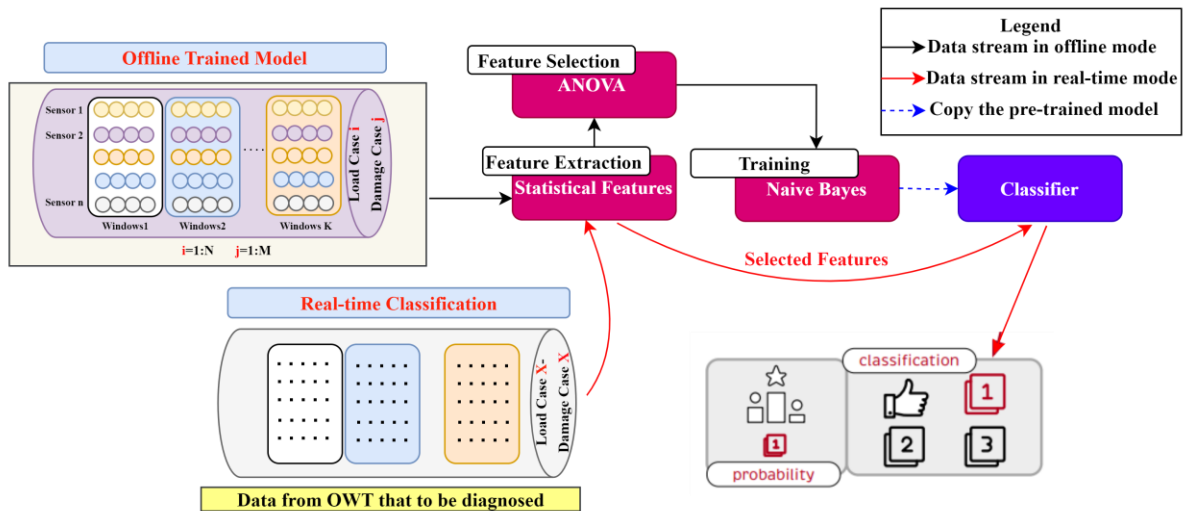 Offline Trained Model
Sensor 1
Sensor 2
Sensor n
Windows1
Windows2
Windows K
Load Case i
Damage Case j
i=1:N j=1:M
Feature Selection
ANOVA
Feature Extraction
Statistical Features
Training
Naive Bayes
Classifier
Legend
Data stream in offline mode
Data stream in real-time mode
Copy the pre-trained model
Selected Features
Real-time Classification
Load Case X-
Damage Case X
Data from OWT that to be diagnosed
classification
1
1
2
3
probability